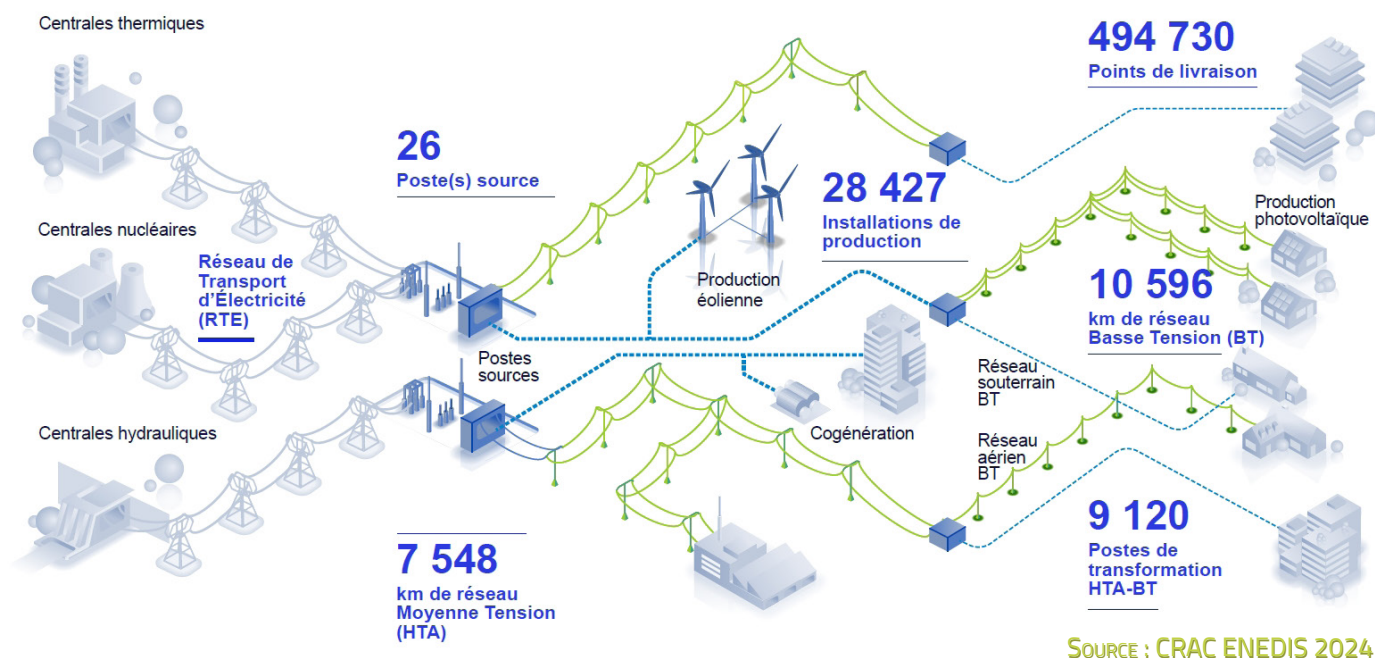 Centrales thermiques
494 730
Points de livraison
26
Poste(s) source
28 427
Installations de
production
Production
photovoltaïque
Centrales nucléaires
Réseau de
Transport
d'Électricité
(RTE)
Production
éolienne
10 596
km de réseau
Basse Tension (BT)
Postes
sources
Réseau
souterrain
BT
Centrales hydrauliques
Cogénération
Réseau
aérien
BT
9 120
Postes de
transformation
HTA-BT
7 548
km de réseau
Moyenne Tension
(HTA)
SOURCE : CRAC ENEDIS 2024